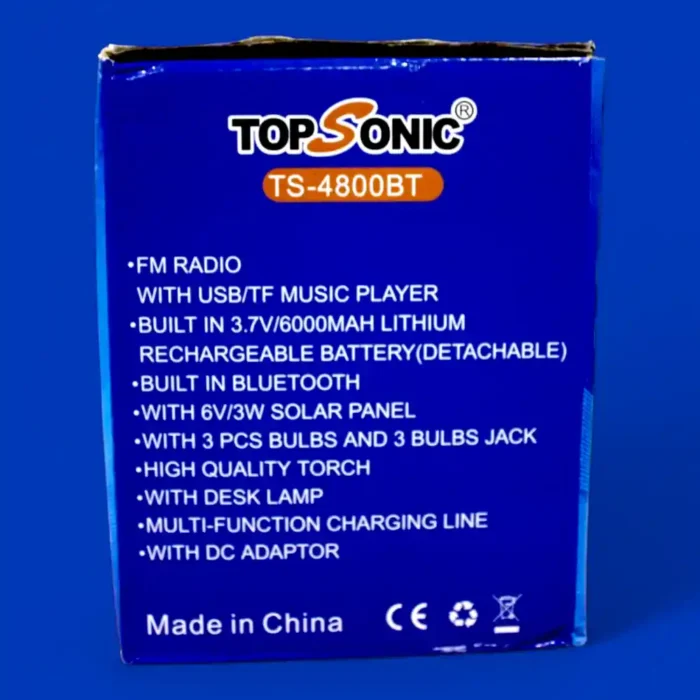 TOPSONIC®
TS-4800BT
•FM RADIO
WITH USB/TF MUSIC PLAYER
•BUILT IN 3.7V/6000MAH LITHIUM
RECHARGEABLE BATTERY(DETACHABLE)
•BUILT IN BLUETOOTH
•WITH 6V/3W SOLAR PANEL
•WITH 3 PCS BULBS AND 3 BULBS JACK
•HIGH QUALITY TORCH
•WITH DESK LAMP
•MULTI-FUNCTION CHARGING LINE
•WITH DC ADAPTOR
Made in China CE